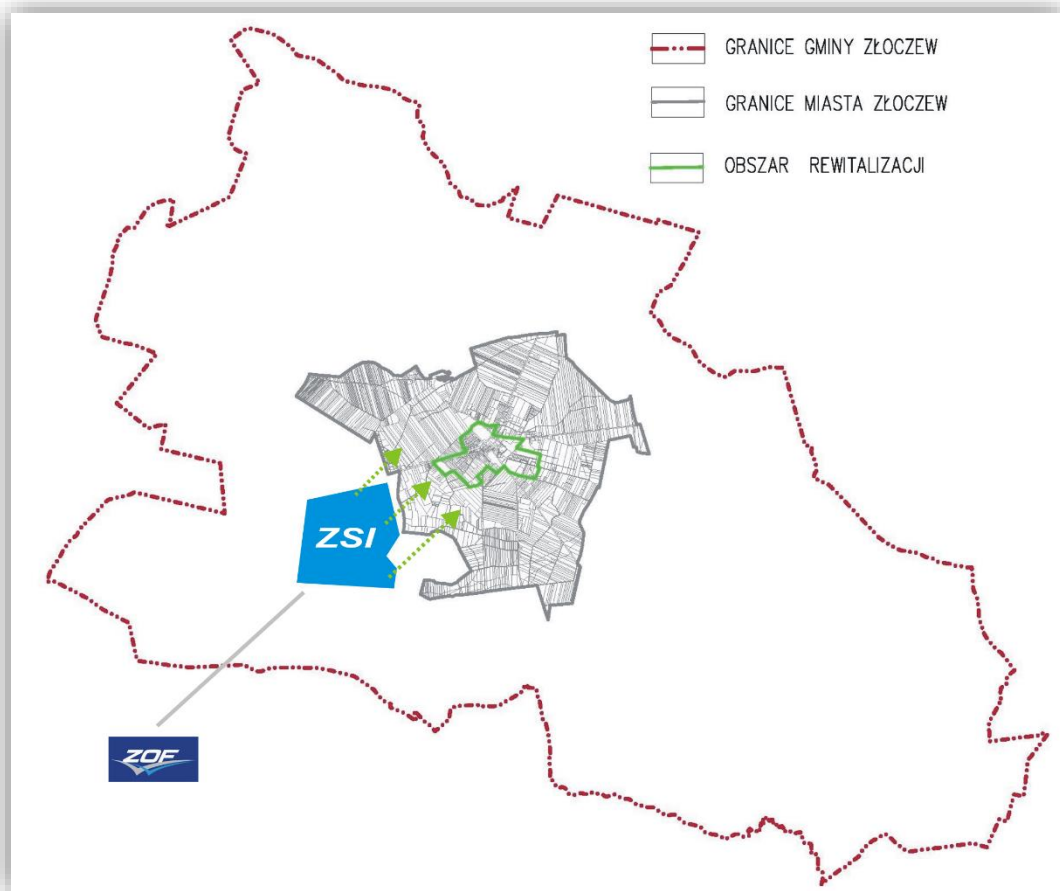 GRANICE GMINY ZŁOCZEW
GRANICE MIASTA ZŁOCZEW
OBSZAR REWITALIZACJI
ZSI
ZOF